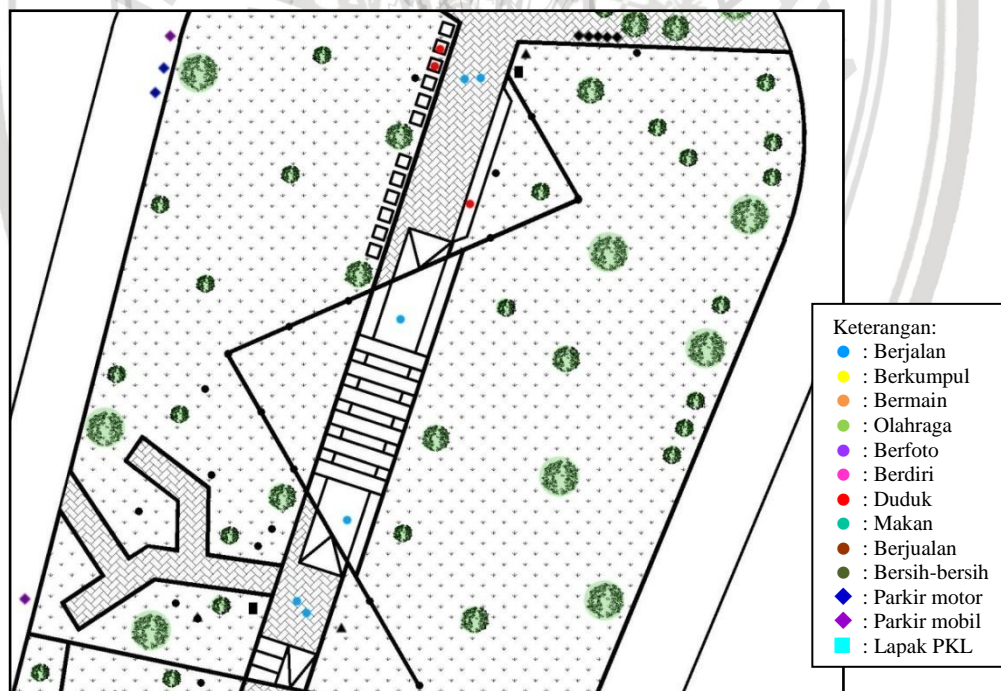 Keterangan:
: Berjalan
: Berkumpul
: Bermain
: Olahraga
: Berfoto
: Berdiri
: Duduk
: Makan
: Berjualan
: Bersih-bersih
: Parkir motor
: Parkir mobil
: Lapak PKL